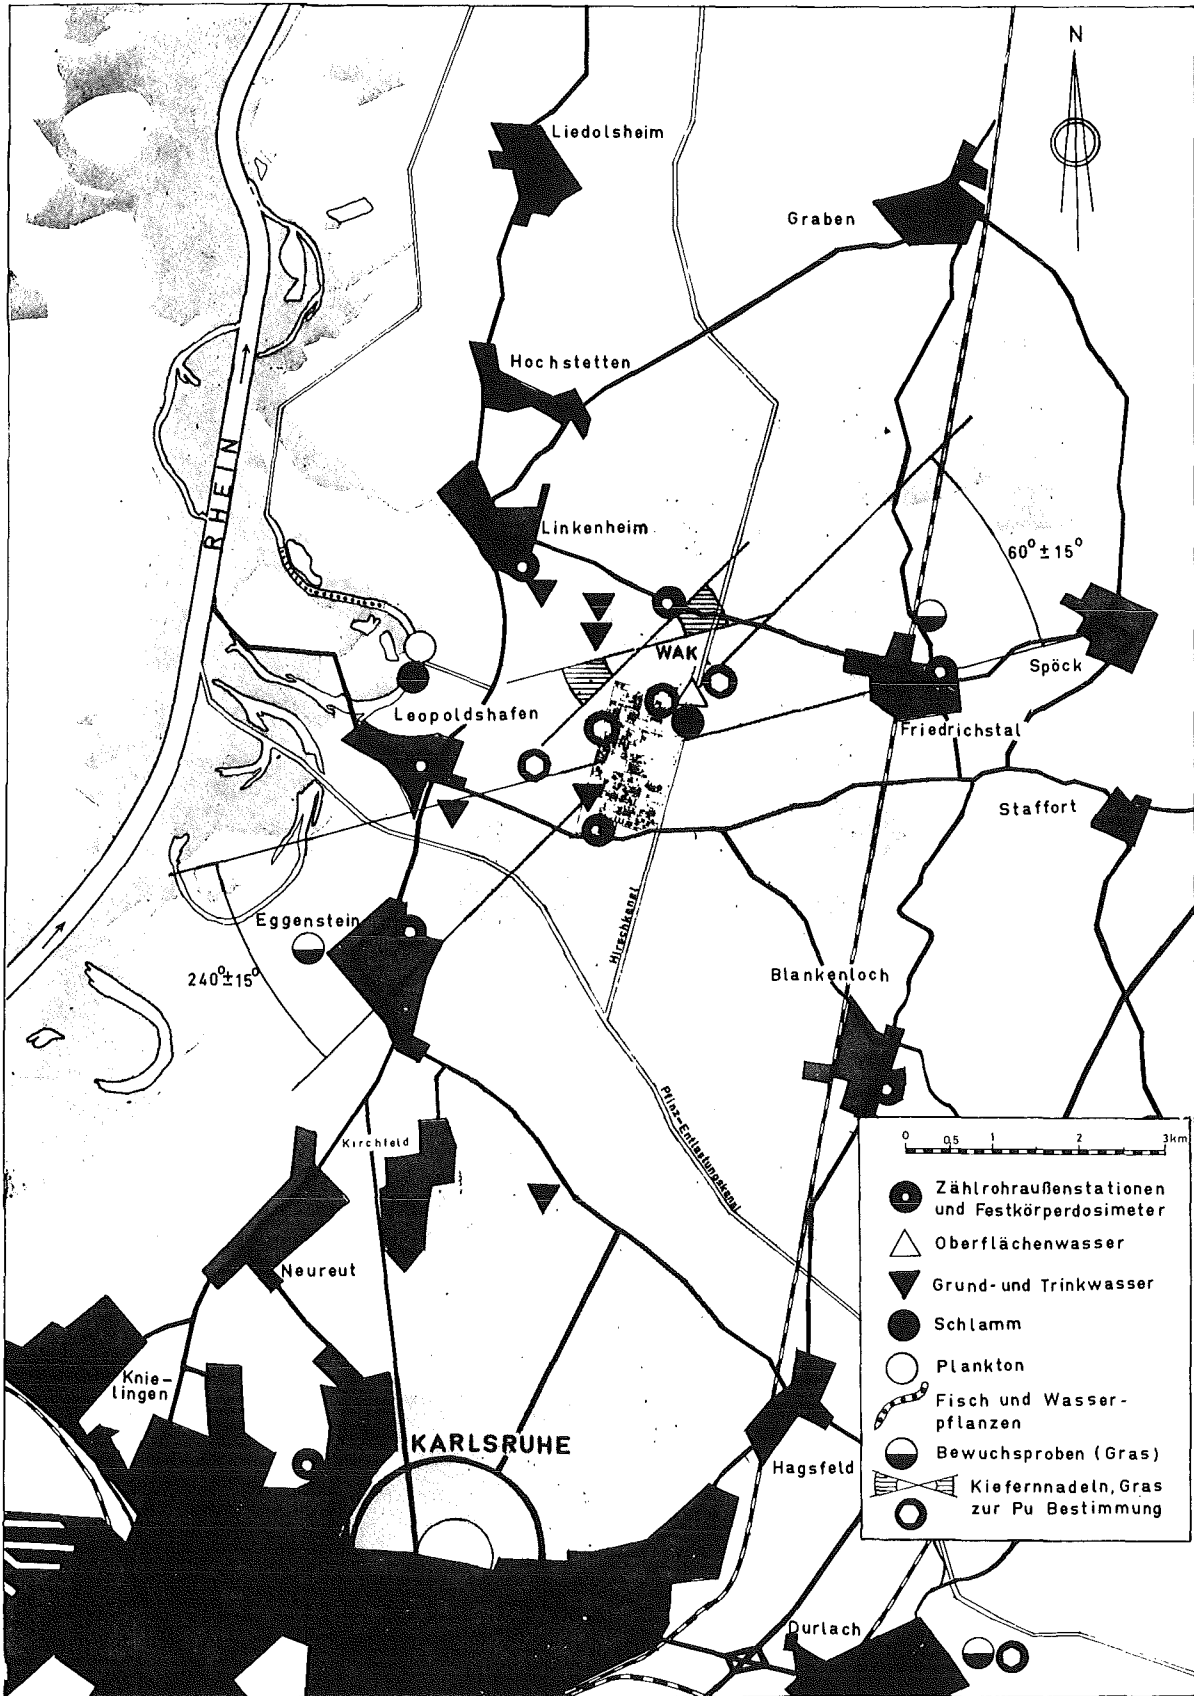 N
Liedolsheim
Graben
Hochstetten
RHEIN
Linkenheim
60° ± 15°
WAK
Spöck
Leopoldshafen
Friedrichstal
Staffort
Eggenstein
Hirschkanal
240° ± 15°
Blankenloch
Pfinz-Entlastungskanal
Kirchfeld
Neureut
Knie-
lingen
KARLSRUHE
Hagsfeld
Durlach
0 0,5 1 2 3km
Zählrohraußenstationen
und Festkörperdosimeter
Oberflächenwasser
Grund- und Trinkwasser
Schlamm
Plankton
Fisch und Wasser-
pflanzen
Bewuchsproben (Gras)
Kiefernnadeln, Gras
zur Pu Bestimmung